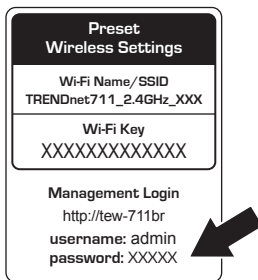 Preset
Wireless Settings
Wi-Fi Name/SSID
TRENDnet711_2.4GHz_XXX
Wi-Fi Key
XXXXXXXXXXXXX
Management Login
http://tew-711br
username: admin
password: XXXXX